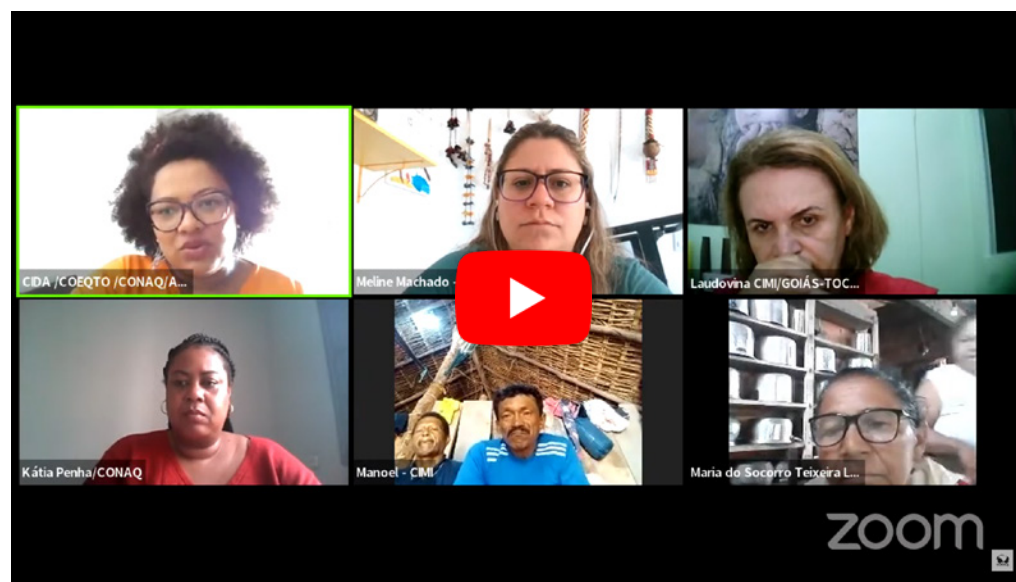 CIDA /COEQTO /CONAQ/A...
Meline Machado -
Laudovina CIMI/GOIÁS-TOC...
Kátia Penha/CONAQ
Manoel - CIMI
Maria do Socorro Teixeira L...
zoom